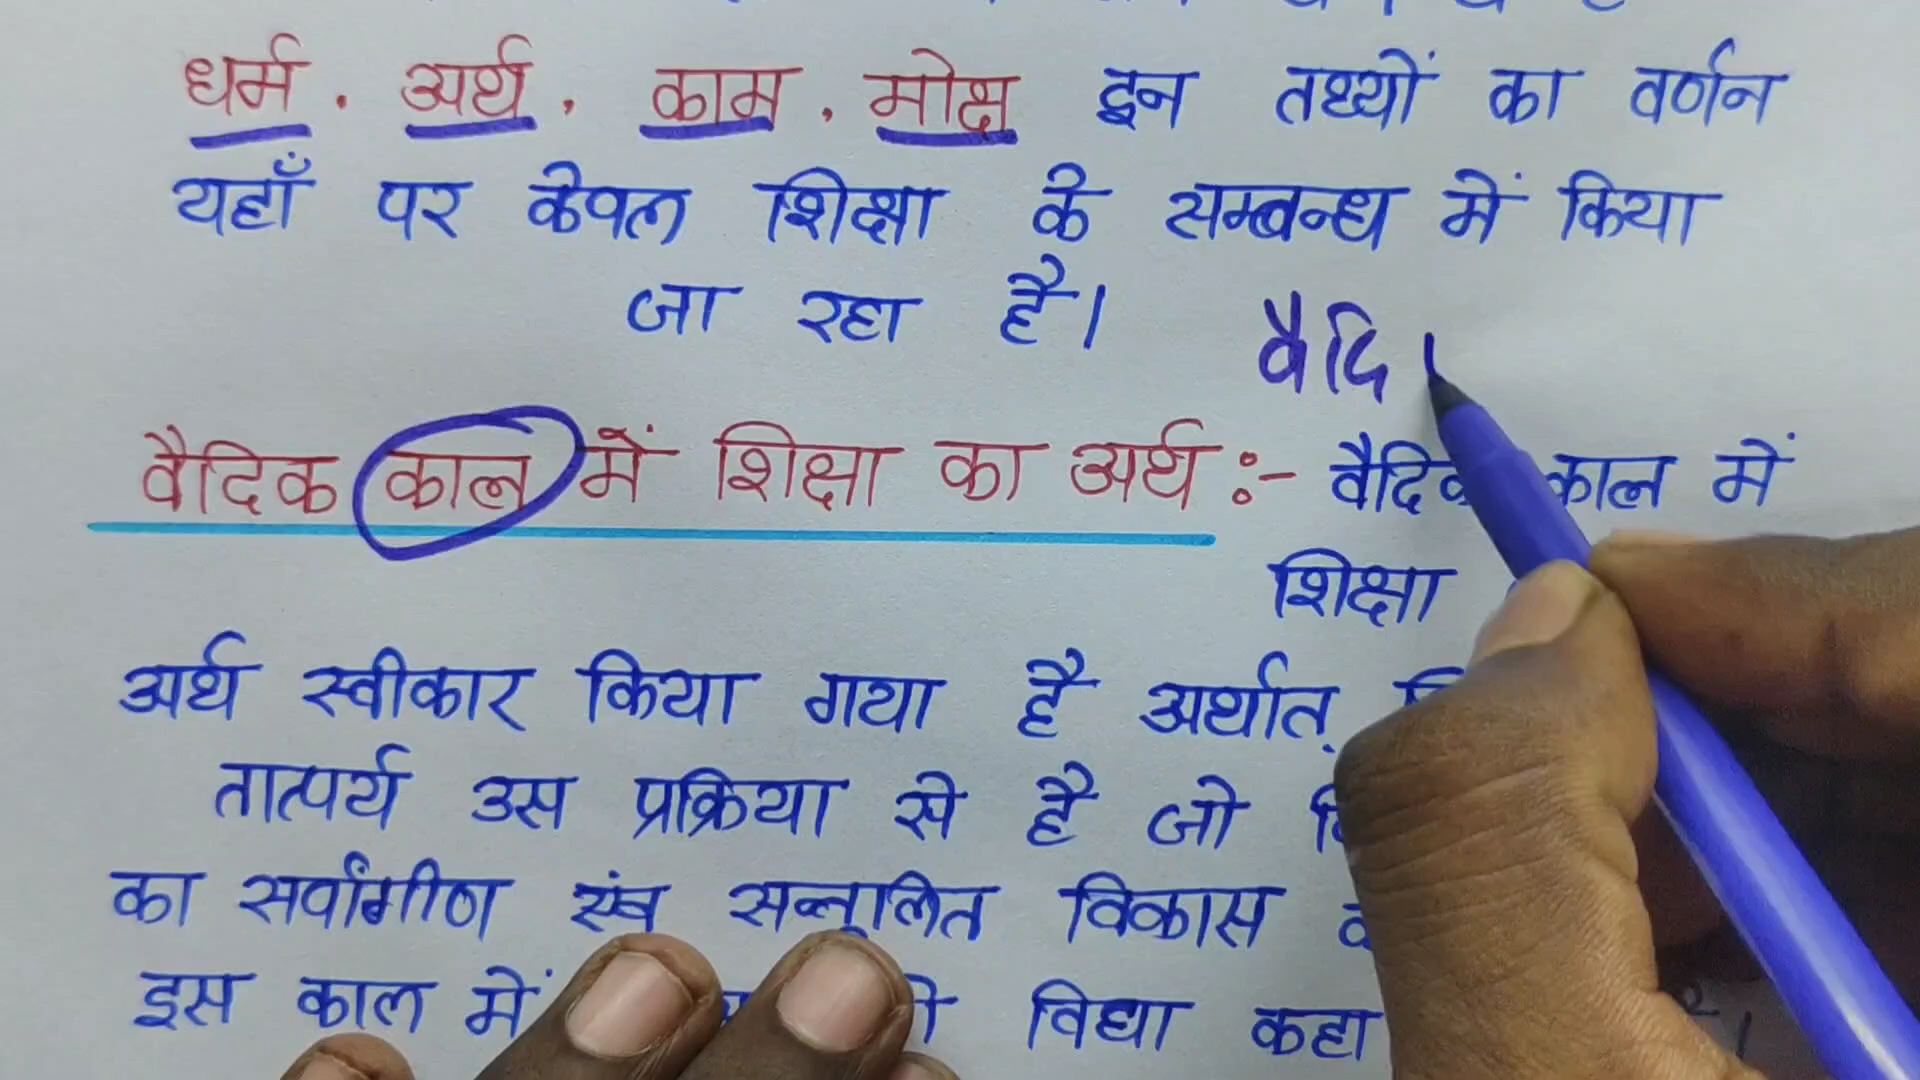 धर्म . अर्थ , काम , मोक्ष इन तथ्यों का वर्णन
यहाँ पर केवल शिक्षा के सम्बन्ध में किया
जा रहा है।
वैदि
वैदिक काल में शिक्षा का अर्थ :- वैदिक काल में
शिक्षा
अर्थ स्वीकार किया गया है अर्थात्
तात्पर्य उस प्रक्रिया से है जो
का सर्वांगीण एंव सन्तुलित विकास
इस काल में विद्या कहा